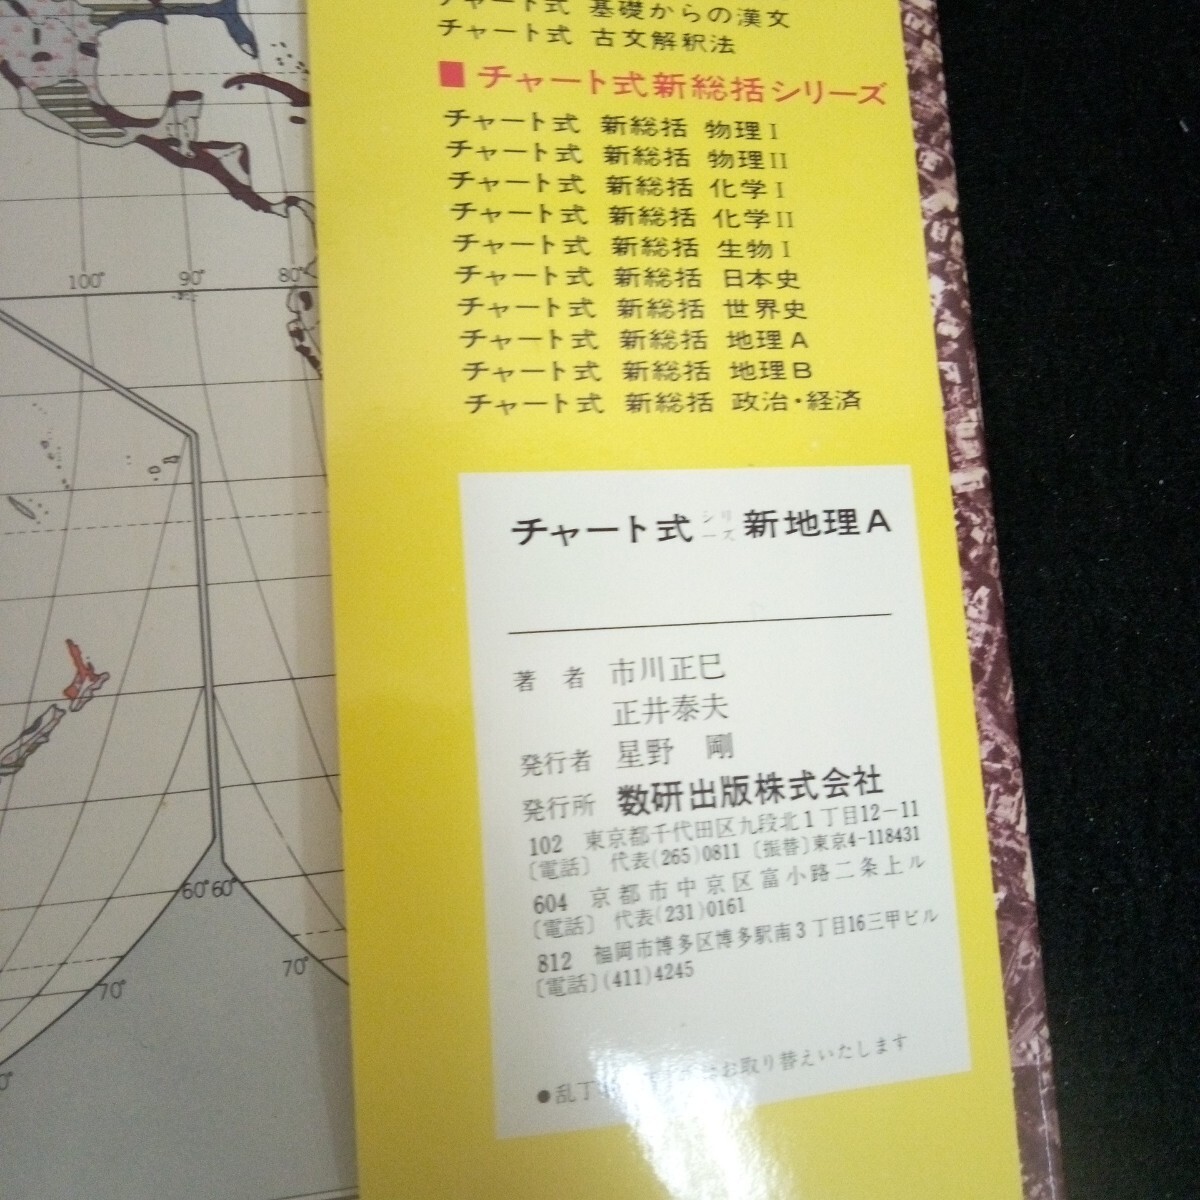 チャート式 基礎からの漢文
チャート式 古文解釈法
■ チャート式新総括シリーズ
チャート式 新総括 物理I
チャート式 新総括 物理II
チャート式 新総括 化学I
チャート式 新総括 化学II
チャート式 新総括 生物I
チャート式 新総括 日本史
チャート式 新総括 世界史
チャート式 新総括 地理A
チャート式 新総括 地理B
チャート式 新総括 政治・経済
チャート式シリーズ 新地理A
著者 市川正巳
正井泰夫
発行者 星野 剛
発行所 数研出版株式会社
102 東京都千代田区九段北1丁目12-11
〔電話〕 代表(265)0811 〔振替〕東京4-118431
604 京都市中京区富小路二条上ル
〔電話〕 代表(231)0161
812 福岡市博多区博多駅南3丁目16三甲ビル
〔電話〕(411)4245
●乱丁 お取り替えいたします
100° 90° 80°
60° 60°
70° 70°